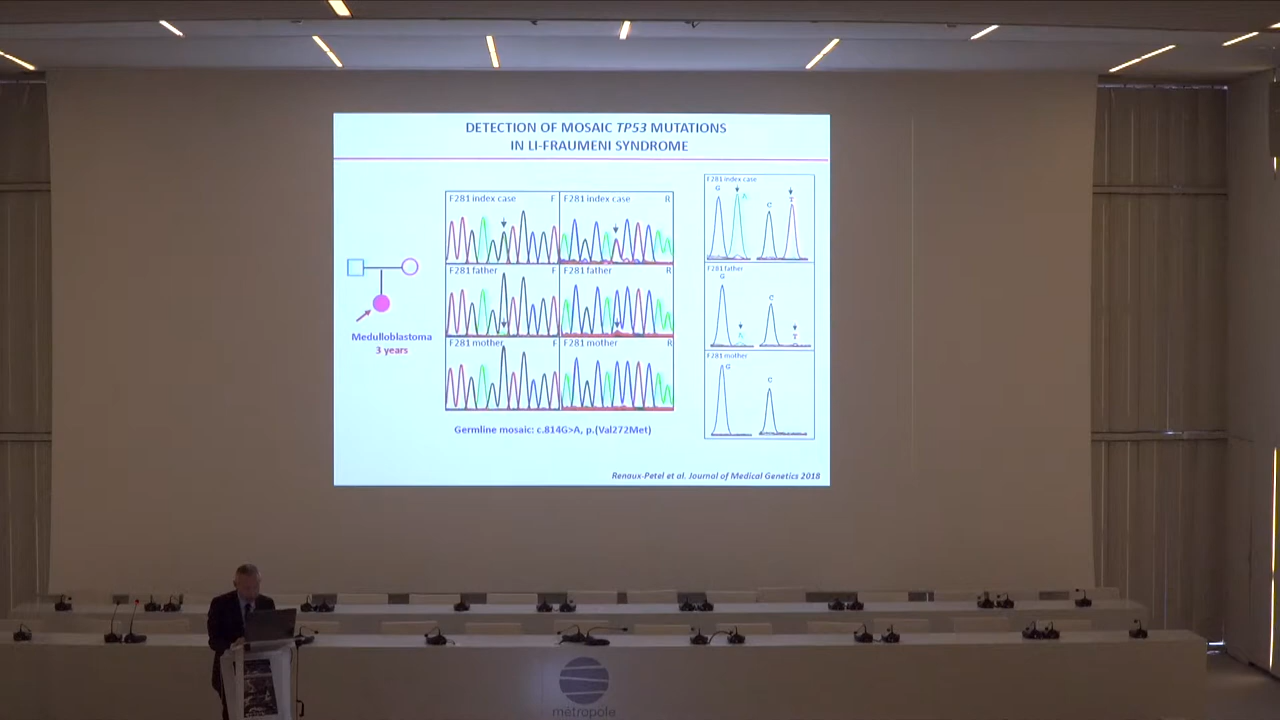 DETECTION OF MOSAIC TP53 MUTATIONS
IN LI-FRAUMENI SYNDROME
Medulloblastoma
3 years
F281 index case F
F281 index case R
F281 father F
F281 father R
F281 mother F
F281 mother R
Germline mosaic: c.814G>A, p.(Val272Met)
F281 index case
G
A
C
T
F281 father
G
A
C
T
F281 mother
G
C
Renaux-Petel et al. Journal of Medical Genetics 2018
métropole